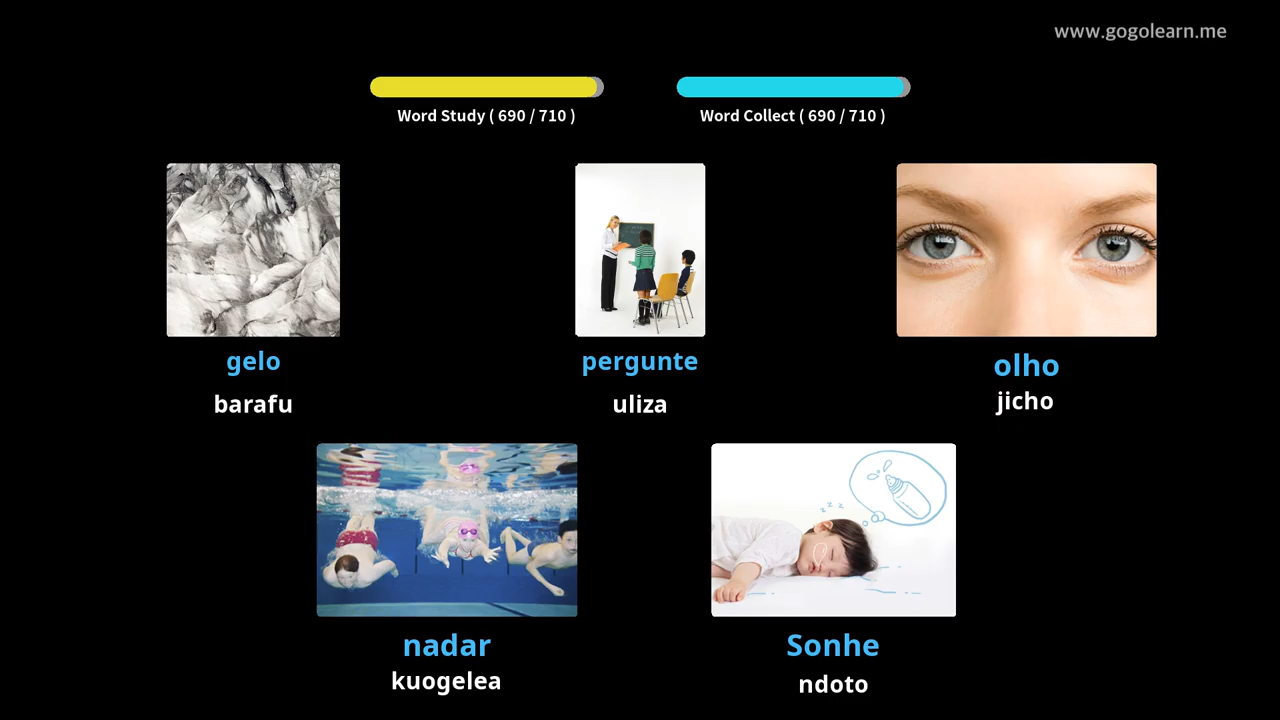 www.gogolearn.me
Word Study ( 690 / 710 )
Word Collect ( 690 / 710 )
gelo
barafu
pergunte
uliza
olho
jicho
nadar
kuogelea
Sonhe
ndoto